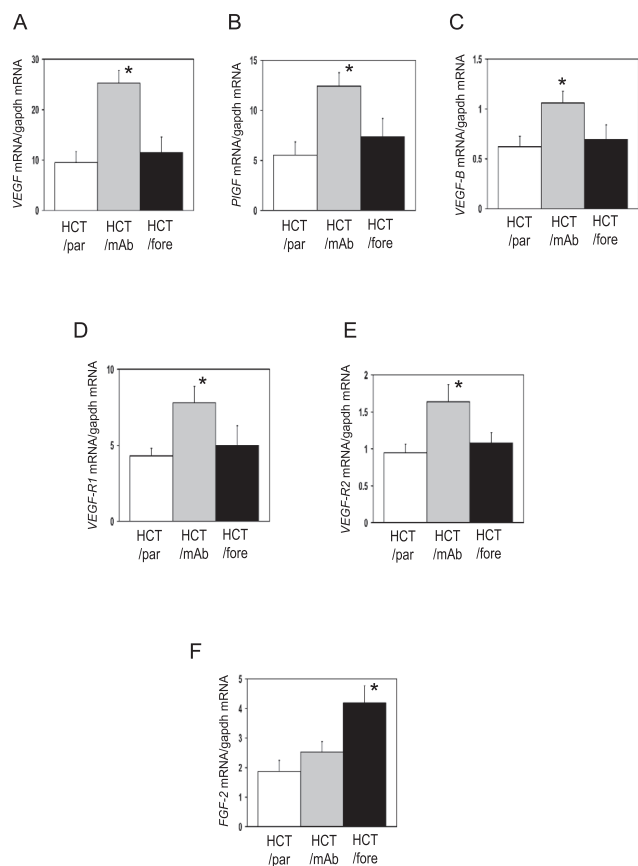 A
VEGF mRNA/gapdh mRNA
30
20
10
0
*
HCT HCT HCT
/par /mAb /fore
B
PlGF mRNA/gapdh mRNA
15
10
5
0
*
HCT HCT HCT
/par /mAb /fore
C
VEGF-B mRNA/gapdh mRNA
1.5
1
0.5
0
*
HCT HCT HCT
/par /mAb /fore
D
VEGF-R1 mRNA/gapdh mRNA
10
5
0
*
HCT HCT HCT
/par /mAb /fore
E
VEGF-R2 mRNA/gapdh mRNA
2
1.5
1
0.5
0
*
HCT HCT HCT
/par /mAb /fore
F
FGF-2 mRNA/gapdh mRNA
5
4
3
2
1
0
*
HCT HCT HCT
/par /mAb /fore